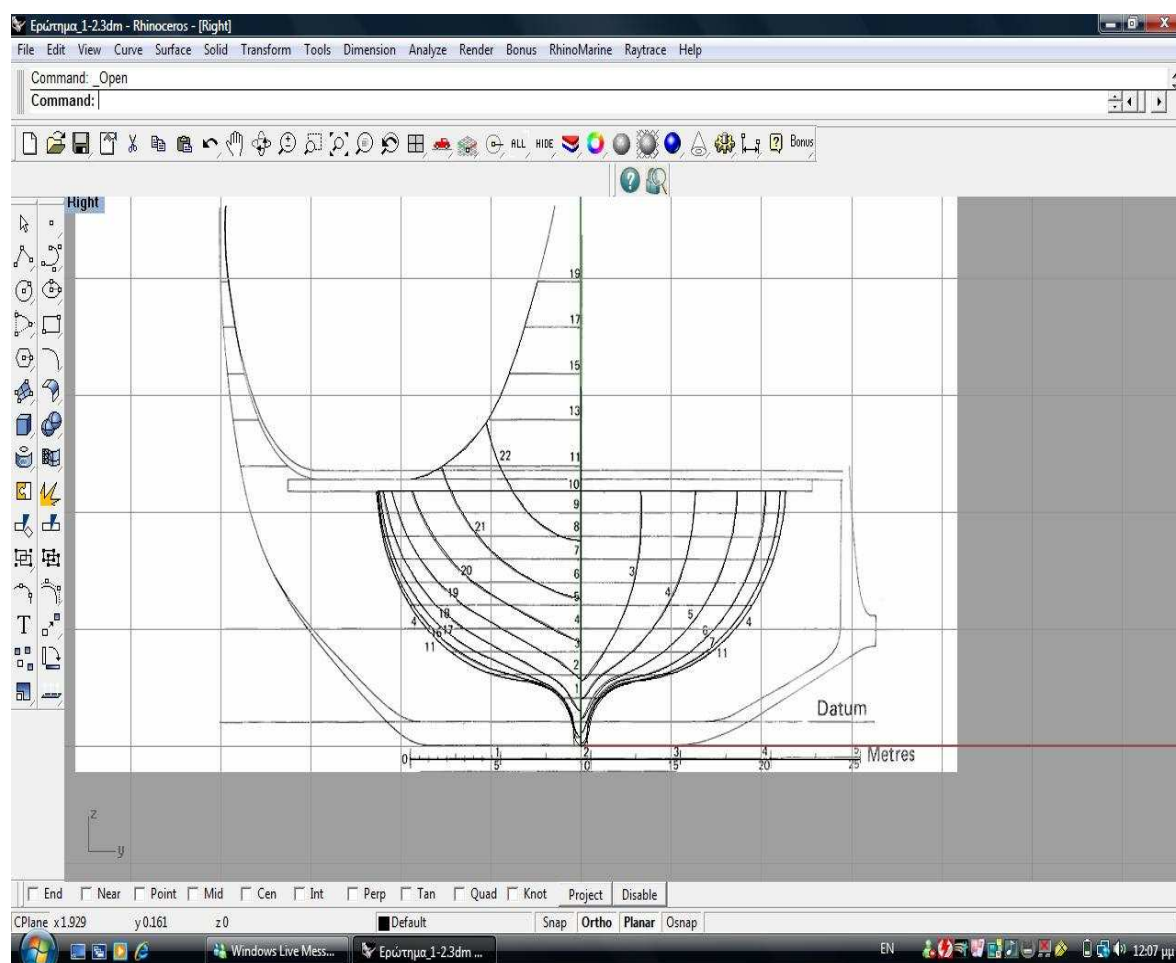 Ερώτημα_1-2.3dm - Rhinoceros - [Right]
File Edit View Curve Surface Solid Transform Tools Dimension Analyze Render Bonus RhinoMarine Raytrace Help
Command: _Open
Command:
ALL HIDE Bonus
Right
19
17
15
13
22 11
10
9
21 8
7
20 6 3
19 5 4
18 4 5
4 16 17 3 6 4
11 7 11
2
1
Datum
0 1 2 3 4 5 Metres
5' 10' 15' 20' 25'
z
y
End Near Point Mid Cen Int Perp Tan Quad Knot Project Disable
CPlane x 1.929 y 0.161 z 0 Default Snap Ortho Planar Osnap
Windows Live Mess... Ερώτημα_1-2.3dm ... EN 12:07 μμ